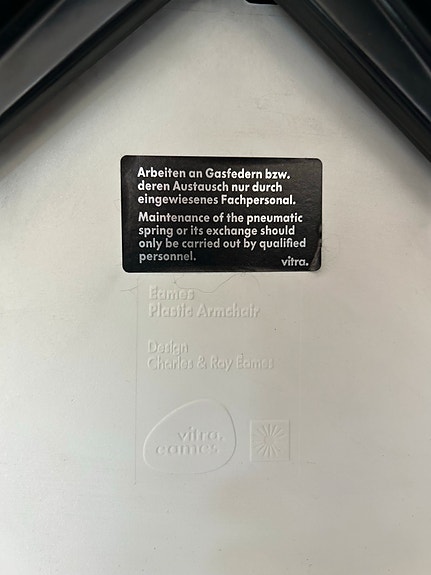 Arbeiten an Gasfedern bzw.
deren Austausch nur durch
eingewiesenes Fachpersonal.
Maintenance of the pneumatic
spring or its exchange should
only be carried out by qualified
personnel.
vitra.
Eames
Plastic Armchair
Design
Charles & Ray Eames
vitra.
eames